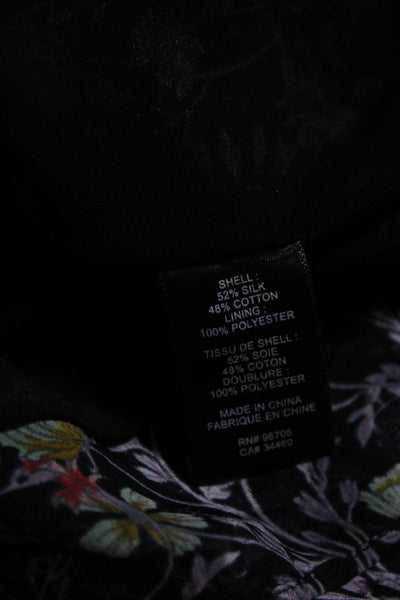 SHELL :
52% SILK
48% COTTON
LINING :
100% POLYESTER
TISSU DE SHELL :
52% SOIE
48% COTON
DOUBLURE :
100% POLYESTER
MADE IN CHINA
FABRIQUE EN CHINE
RN# 96705
CA# 34460